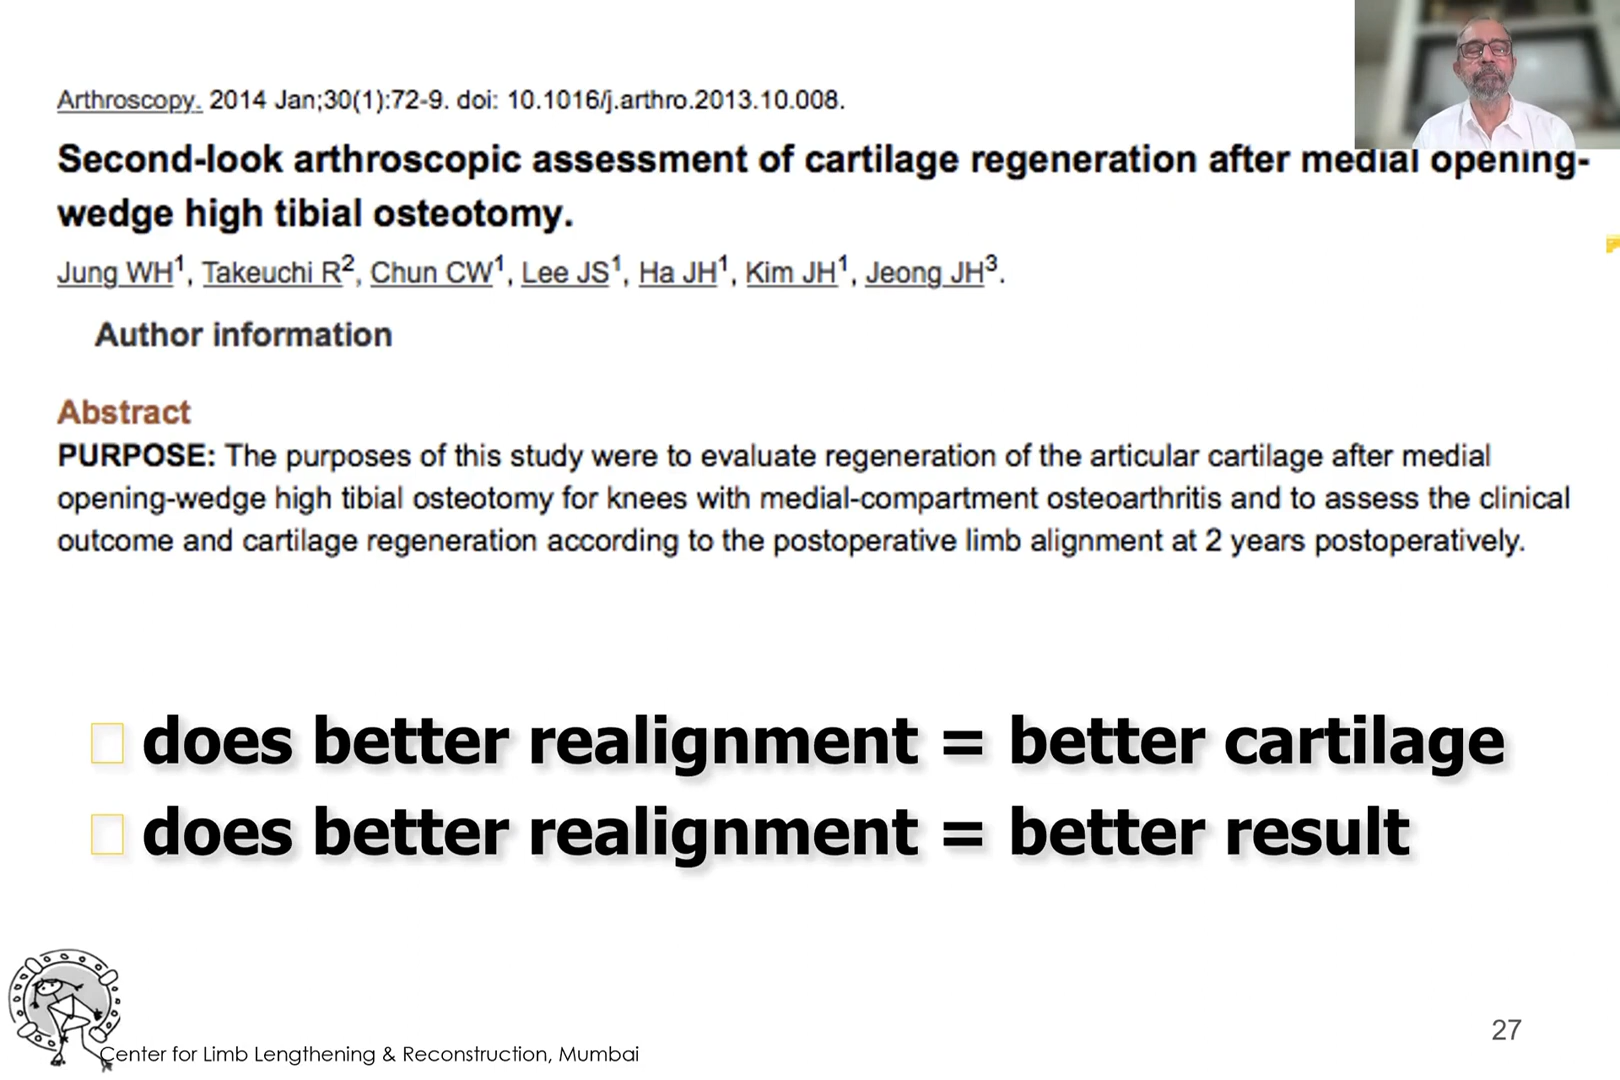 Arthroscopy. 2014 Jan;30(1):72-9. doi: 10.1016/j.arthro.2013.10.008.
Second-look arthroscopic assessment of cartilage regeneration after medial opening-
wedge high tibial osteotomy.
Jung WH1, Takeuchi R2, Chun CW1, Lee JS1, Ha JH1, Kim JH1, Jeong JH3.
Author information
Abstract
PURPOSE: The purposes of this study were to evaluate regeneration of the articular cartilage after medial
opening-wedge high tibial osteotomy for knees with medial-compartment osteoarthritis and to assess the clinical
outcome and cartilage regeneration according to the postoperative limb alignment at 2 years postoperatively.
does better realignment = better cartilage
does better realignment = better result
Center for Limb Lengthening & Reconstruction, Mumbai
27